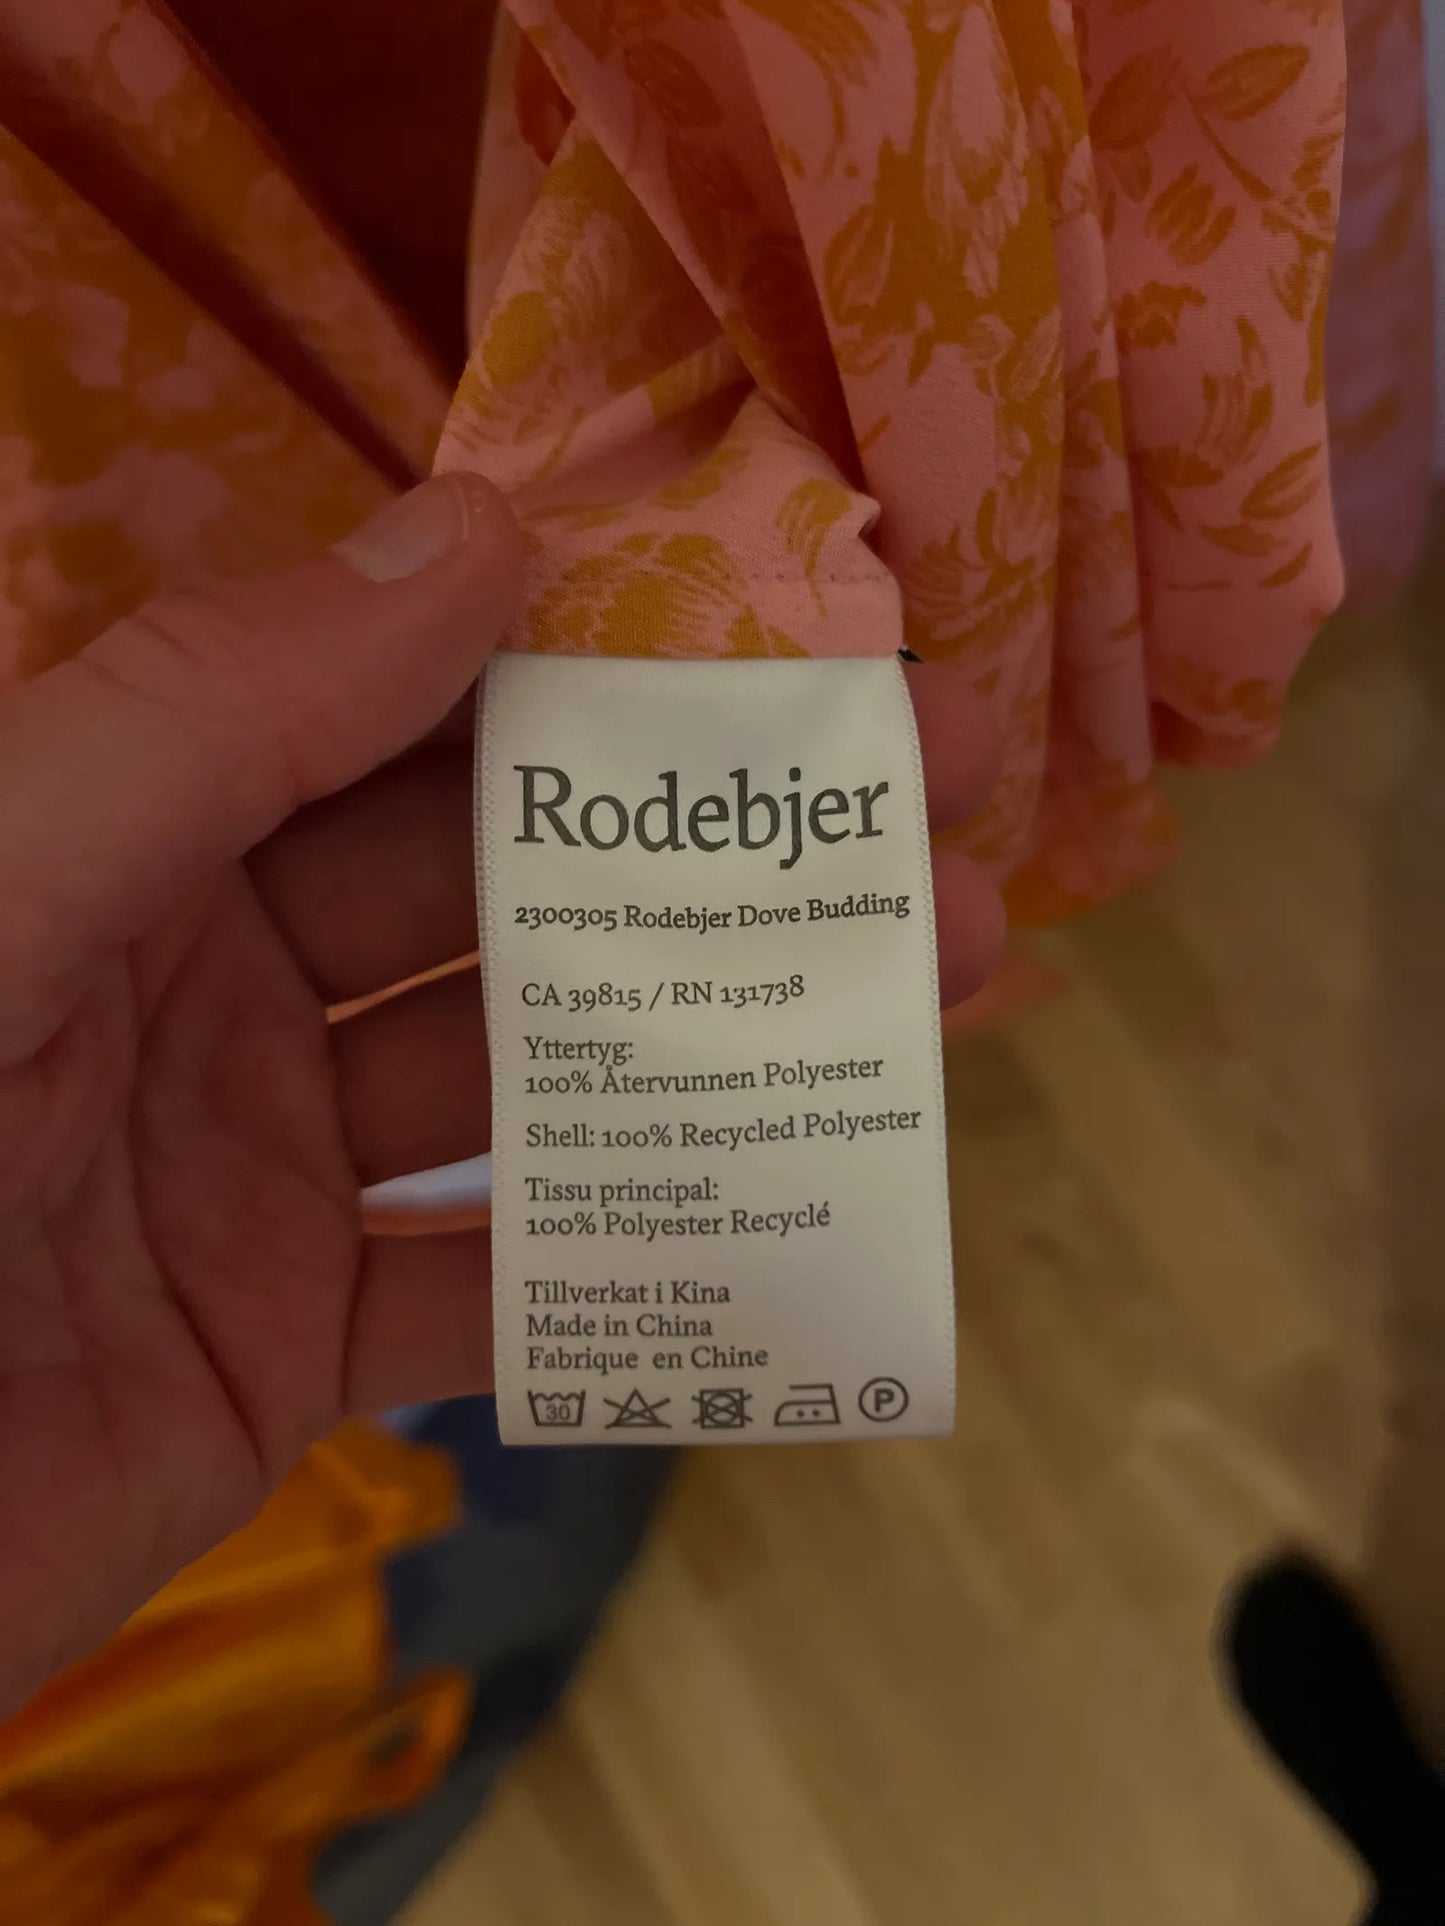 Rodebjer
2300305 Rodebjer Dove Budding
CA 39815 / RN 131738
Yttertyg:
100% Återvunnen Polyester
Shell: 100% Recycled Polyester
Tissu principal:
100% Polyester Recyclé
Tillverkat i Kina
Made in China
Fabrique en Chine
30 P